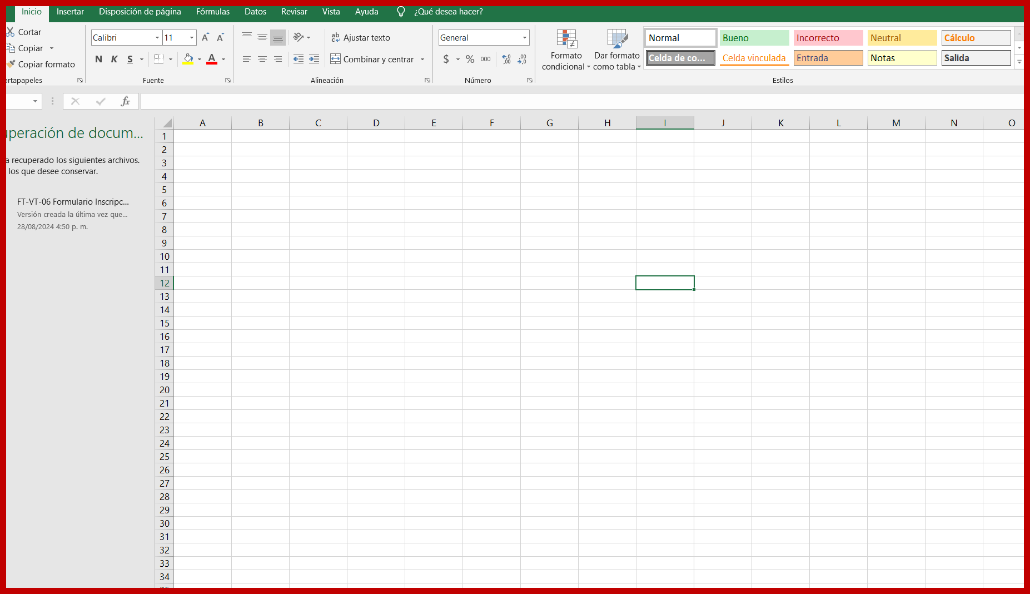 Inicio Insertar Disposición de página Fórmulas Datos Revisar Vista Ayuda ¿Qué desea hacer?
Cortar
Copiar
Copiar formato
Calibri 11
N K S
A A
A
Fuente
Ajustar texto
Combinar y centrar
Alineación
General
$ % 000
Número
Formato condicional
Dar formato como tabla
Normal Bueno Incorrecto Neutral Cálculo
Celda de co... Celda vinculada Entrada Notas Salida
Estilos
fx
peración de docum...
a recuperado los siguientes archivos.
los que desee conservar.
FT-VT-06 Formulario Inscripc...
Versión creada la última vez que...
28/08/2024 4:50 p. m.
A B C D E F G H I J K L M N O
1
2
3
4
5
6
7
8
9
10
11
12
13
14
15
16
17
18
19
20
21
22
23
24
25
26
27
28
29
30
31
32
33
34